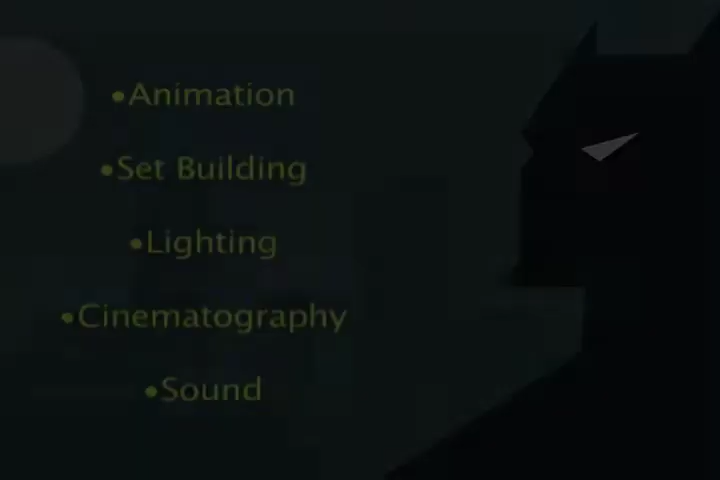 •Animation
•Set Building
•Lighting
•Cinematography
•Sound